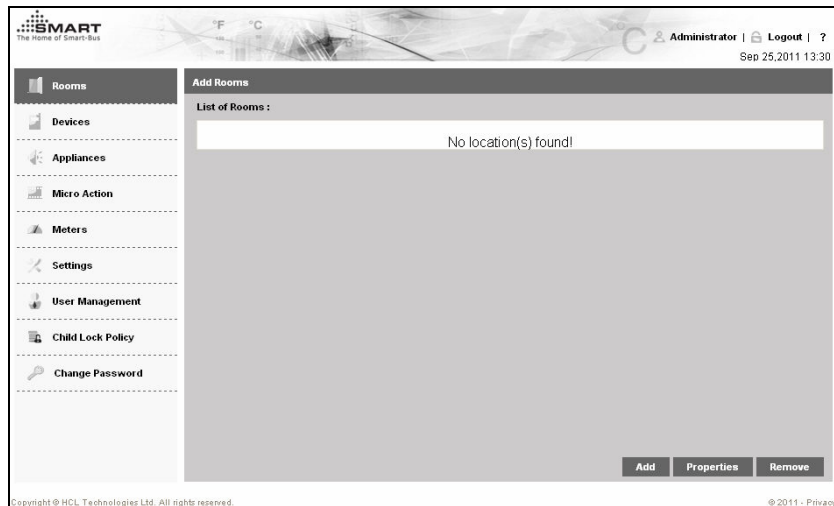 SMART
The Home of Smart-Bus
°F °C
C
Administrator | Logout | ?
Sep 25,2011 13:30
Rooms
Devices
Appliances
Micro Action
Meters
Settings
User Management
Child Lock Policy
Change Password
Add Rooms
List of Rooms :
No location(s) found!
Add Properties Remove
Copyright © HCL Technologies Ltd. All rights reserved.
© 2011 - Privacy